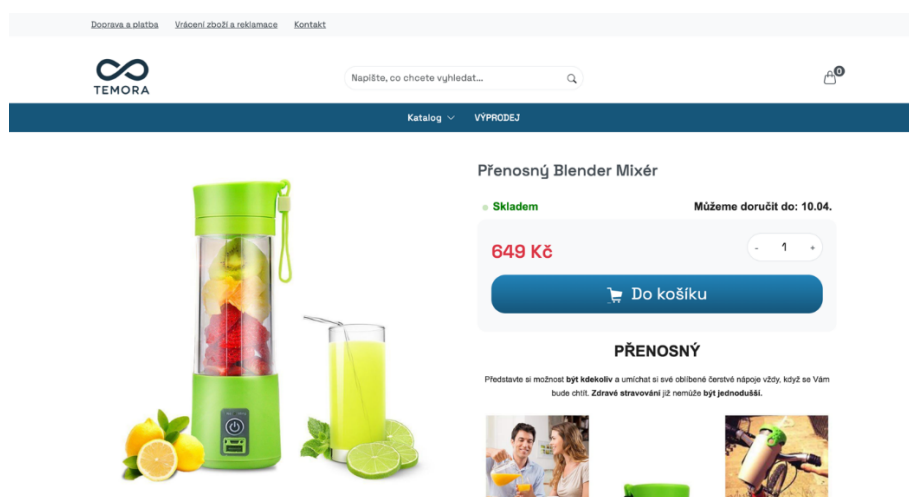 Doprava a platba Vrácení zboží a reklamace Kontakt
TEMORA
Napište, co chcete vyhledat...
0
Katalog VÝPRODEJ
Přenosný Blender Mixér
Skladem Můžeme doručit do: 10.04.
649 Kč - 1 +
Do košíku
PŘENOSNÝ
Představte si možnost být kdekoliv a umíchat si své oblíbené čerstvé nápoje vždy, když se Vám
bude chtít. Zdravé stravování již nemůže být jednodušší.